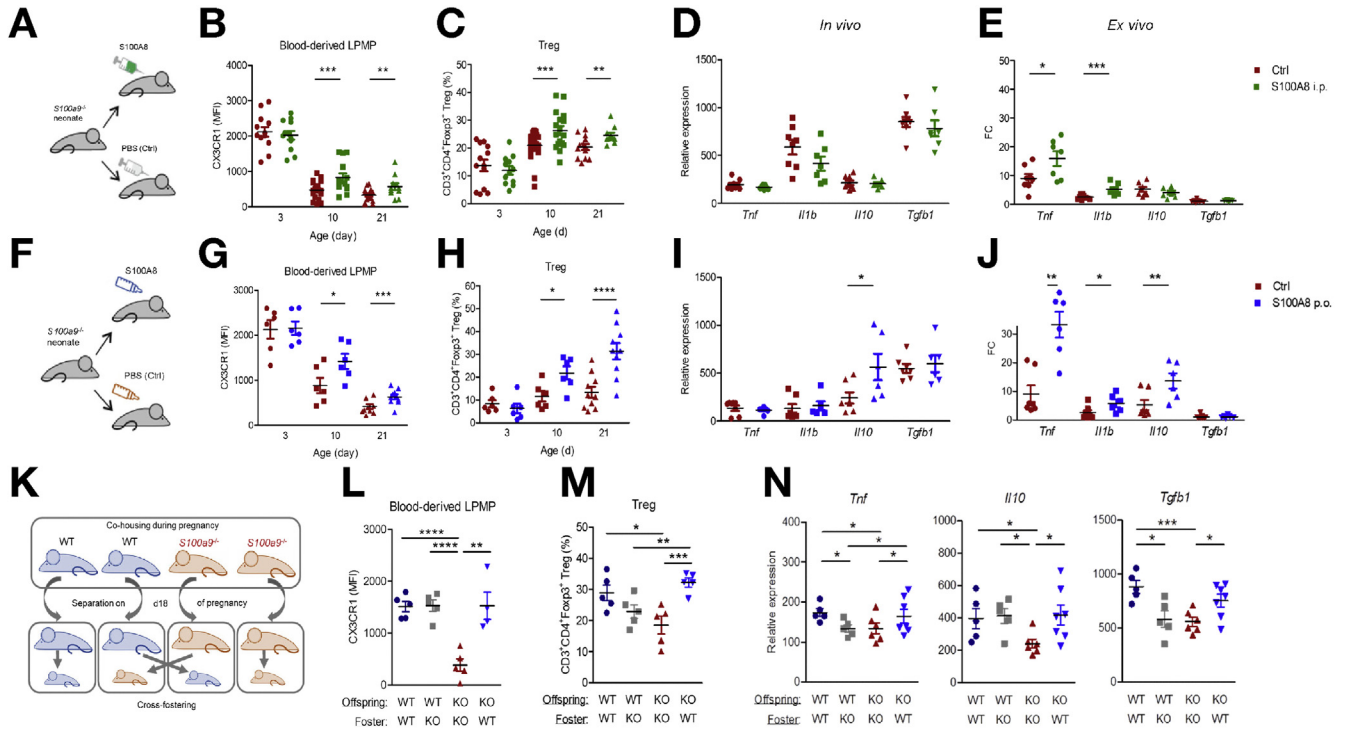 A
S100A8
S100a9-/-
neonate
PBS (Ctrl)
B
Blood-derived LPMP
***
**
CX3CR1 (MFI)
4000
3000
2000
1000
0
3
10
21
Age (day)
C
Treg
***
**
CD3+CD4+Foxp3+ Treg (%)
50
40
30
20
10
0
3
10
21
Age (d)
D
In vivo
Relative expression
1500
1000
500
0
Tnf
Il1b
Il10
Tgfb1
E
Ex vivo
*
***
FC
50
40
30
20
10
0
Tnf
Il1b
Il10
Tgfb1
Ctrl
S100A8 i.p.
F
S100A8
S100a9-/-
neonate
PBS (Ctrl)
G
Blood-derived LPMP
*
***
CX3CR1 (MFI)
3000
2000
1000
0
3
10
21
Age (day)
H
Treg
*
****
CD3+CD4+Foxp3+ Treg (%)
60
50
40
30
20
10
0
3
10
21
Age (d)
I
*
Relative expression
1500
1000
500
0
Tnf
Il1b
Il10
Tgfb1
J
**
*
**
FC
30
20
10
0
Tnf
Il1b
Il10
Tgfb1
Ctrl
S100A8 p.o.
K
Co-housing during pregnancy
WT WT S100a9-/- S100a9-/-
Separation on d18 of pregnancy
Cross-fostering
L
Blood-derived LPMP
****
**** **
CX3CR1 (MFI)
3000
2000
1000
0
Offspring: WT WT KO KO
Foster: WT KO KO WT
M
Treg
*
**
***
CD3+CD4+Foxp3+ Treg (%)
50
40
30
20
10
0
Offspring: WT WT KO KO
Foster: WT KO KO WT
N
Tnf
*
*
* *
Relative expression
400
300
200
100
0
Offspring: WT WT KO KO
Foster: WT KO KO WT
Il10
*
* *
1000
800
600
400
200
0
WT WT KO KO
WT KO KO WT
Tgfb1
***
* *
1500
1000
500
0
WT WT KO KO
WT KO KO WT